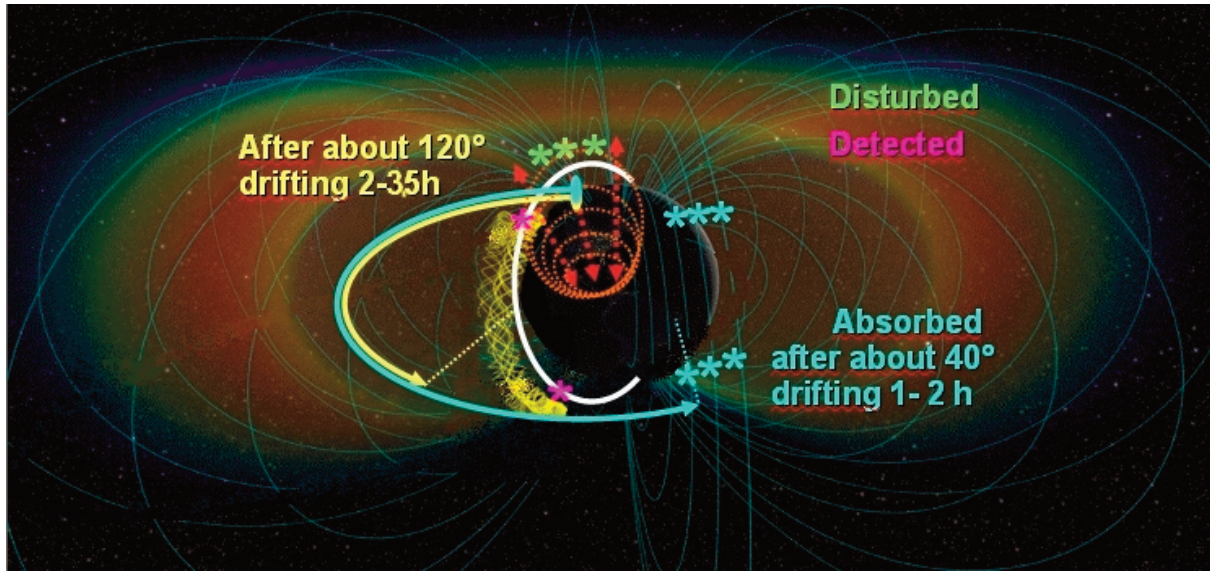 Disturbed
Detected
After about 120°
drifting 2-35h
Absorbed
after about 40°
drifting 1- 2 h